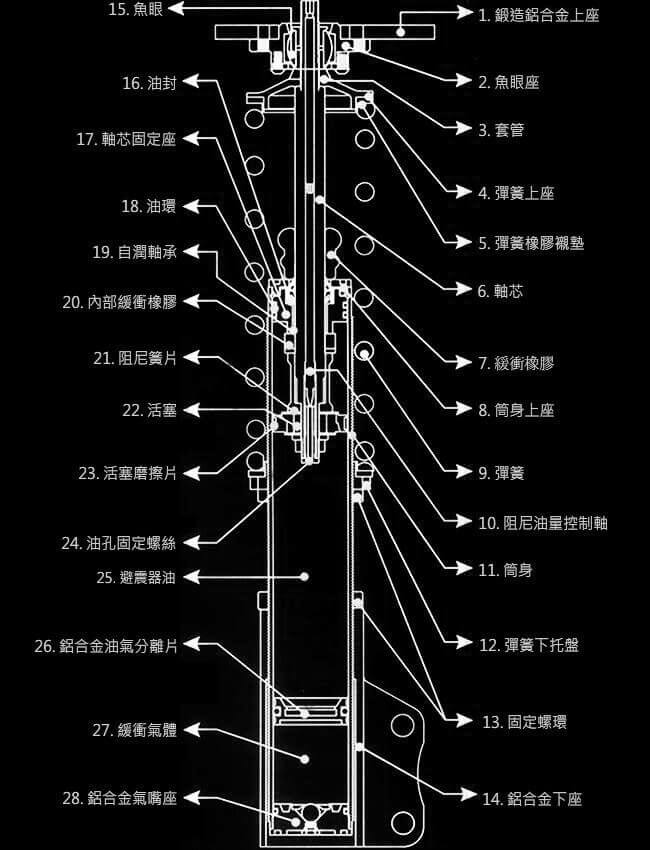 1. 鍛造鋁合金上座
2. 魚眼座
3. 套管
4. 彈簧上座
5. 彈簧橡膠襯墊
6. 軸芯
7. 緩衝橡膠
8. 筒身上座
9. 彈簧
10. 阻尼油量控制軸
11. 筒身
12. 彈簧下托盤
13. 固定螺環
14. 鋁合金下座
15. 魚眼
16. 油封
17. 軸芯固定座
18. 油環
19. 自潤軸承
20. 內部緩衝橡膠
21. 阻尼簧片
22. 活塞
23. 活塞磨擦片
24. 油孔固定螺絲
25. 避震器油
26. 鋁合金油氣分離片
27. 緩衝氣體
28. 鋁合金氣嘴座